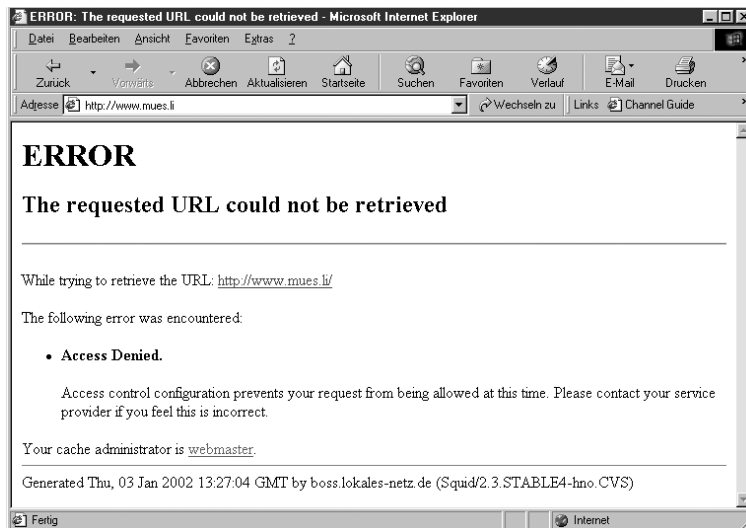 ERROR: The requested URL could not be retrieved - Microsoft Internet Explorer
Datei Bearbeiten Ansicht Favoriten Extras ?
Zurück Vorwärts Abbrechen Aktualisieren Startseite Suchen Favoriten Verlauf E-Mail Drucken »
Adresse http://www.mues.li Wechseln zu Links Channel Guide »
ERROR
The requested URL could not be retrieved
While trying to retrieve the URL: http://www.mues.li/
The following error was encountered:
• Access Denied.
Access control configuration prevents your request from being allowed at this time. Please contact your service
provider if you feel this is incorrect.
Your cache administrator is webmaster.
Generated Thu, 03 Jan 2002 13:27:04 GMT by boss.lokales-netz.de (Squid/2.3.STABLE4-hno.CVS)
Fertig Internet